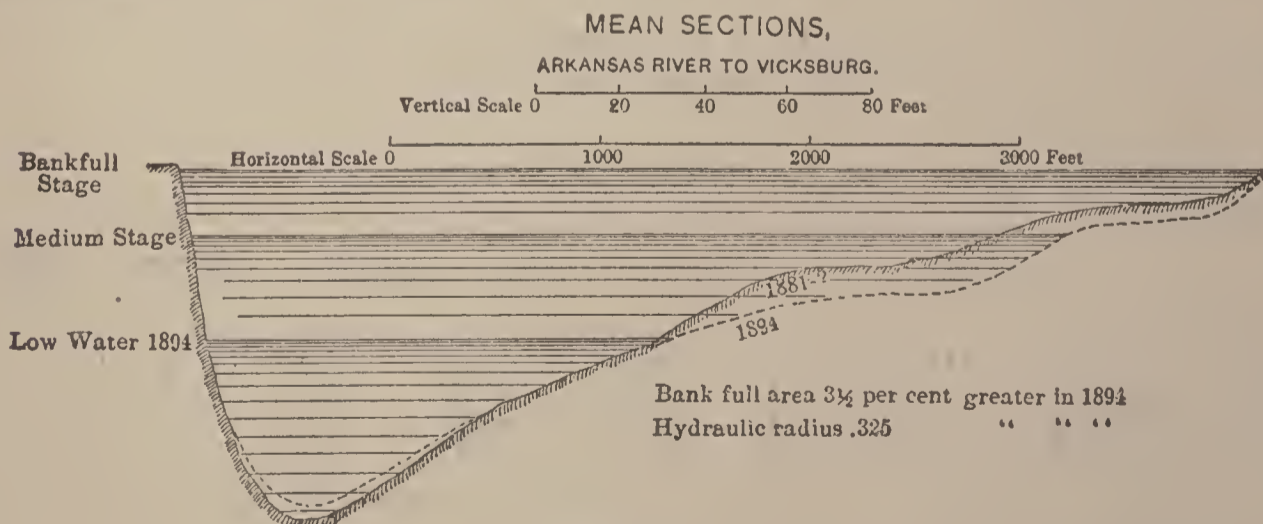 MEAN SECTIONS,
ARKANSAS RIVER TO VICKSBURG.
Vertical Scale 0 20 40 60 80 Feet
Horizontal Scale 0 1000 2000 3000 Feet
Bankfull
Stage
Medium Stage
1881
1894
Low Water 1894
Bank full area 3½ per cent greater in 1894
Hydraulic radius .325 “ “ “